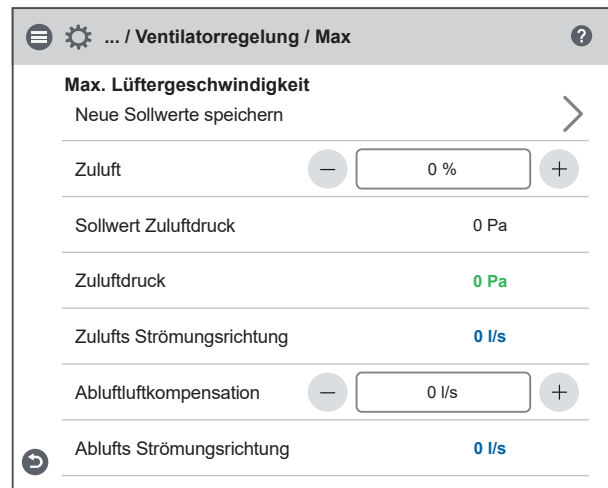 ... / Ventilatorregelung / Max ?
Max. Lüftergeschwindigkeit
Neue Sollwerte speichern
Zuluft − 0 % +
Sollwert Zuluftdruck 0 Pa
Zuluftdruck 0 Pa
Zulufts Strömungsrichtung 0 l/s
Abluftluftkompensation − 0 l/s +
Ablufts Strömungsrichtung 0 l/s